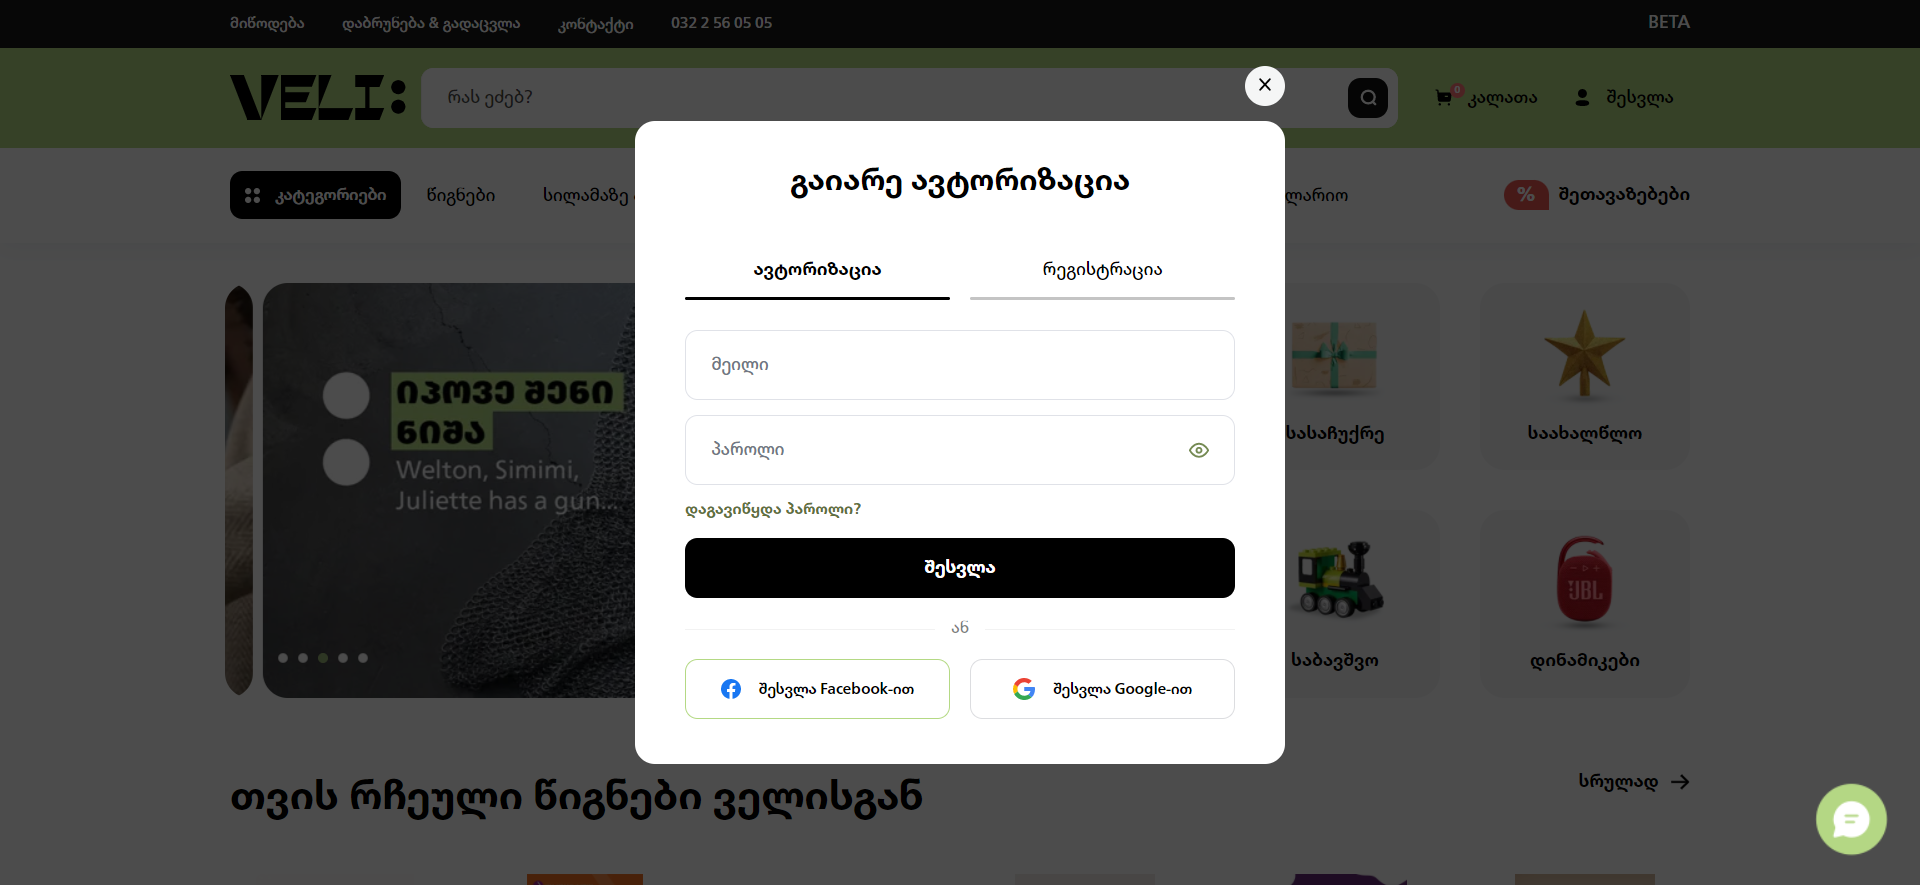 მიწოდება
დაბრუნება & გადაცვლა
კონტაქტი
032 2 56 05 05
BETA
VELI:
რას ეძებ?
0
კალათა
შესვლა
კატეგორიები
წიგნები
სილამაზე
ლარიო
%
შეთავაზებები
გაიარე ავტორიზაცია
ავტორიზაცია
რეგისტრაცია
მეილი
პაროლი
დაგავიწყდა პაროლი?
შესვლა
ან
შესვლა Facebook-ით
შესვლა Google-ით
იპოვე შენი
ნიშა
Welton, Simimi,
Juliette has a gun...
სასაჩუქრე
საახალწლო
JBL
საბავშვო
დინამიკები
თვის რჩეული წიგნები ველისგან
სრულად